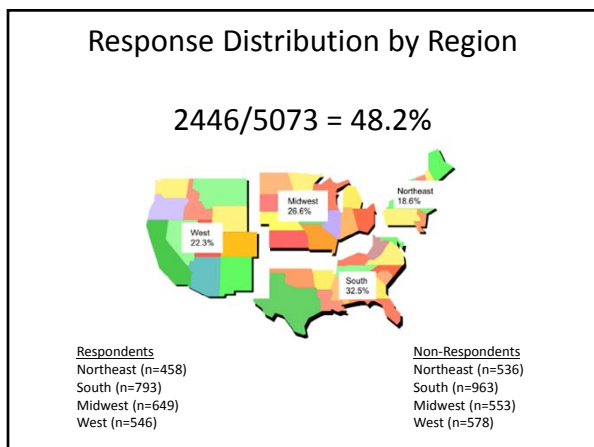 Response Distribution by Region
2446/5073 = 48.2%
Northeast
18.6%
Midwest
26.6%
West
22.3%
South
32.5%
Respondents
Northeast (n=458)
South (n=793)
Midwest (n=649)
West (n=546)
Non-Respondents
Northeast (n=536)
South (n=963)
Midwest (n=553)
West (n=578)